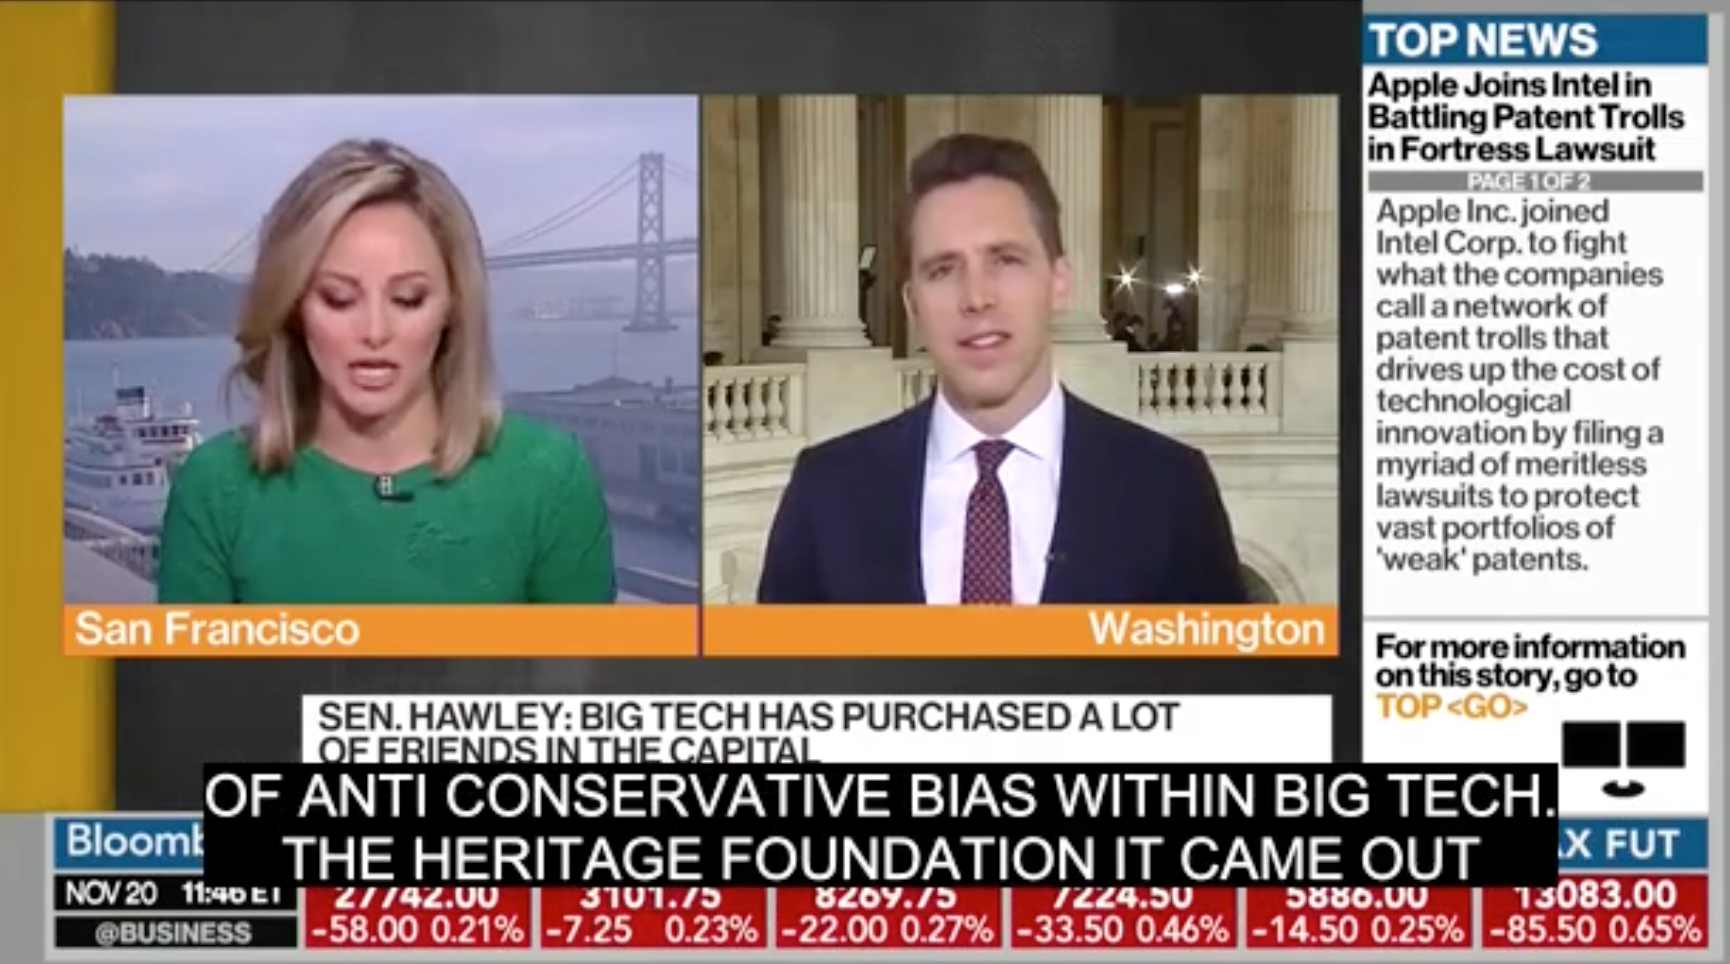 TOP NEWS
Apple Joins Intel in
Battling Patent Trolls
in Fortress Lawsuit
PAGE 1 OF 2
Apple Inc. joined
Intel Corp. to fight
what the companies
call a network of
patent trolls that
drives up the cost of
technological
innovation by filing a
myriad of meritless
lawsuits to protect
vast portfolios of
'weak' patents.
For more information
on this story, go to
TOP <GO>
San Francisco
Washington
SEN. HAWLEY: BIG TECH HAS PURCHASED A LOT
OF FRIENDS IN THE CAPITAL
OF ANTI CONSERVATIVE BIAS WITHIN BIG TECH.
THE HERITAGE FOUNDATION IT CAME OUT
Bloomb
AX FUT
NOV 20 11:46 ET
27742.00 3101.75 8269.75 7224.50 5886.00 13083.00
@BUSINESS
-58.00 0.21% -7.25 0.23% -22.00 0.27% -33.50 0.46% -14.50 0.25% -85.50 0.65%